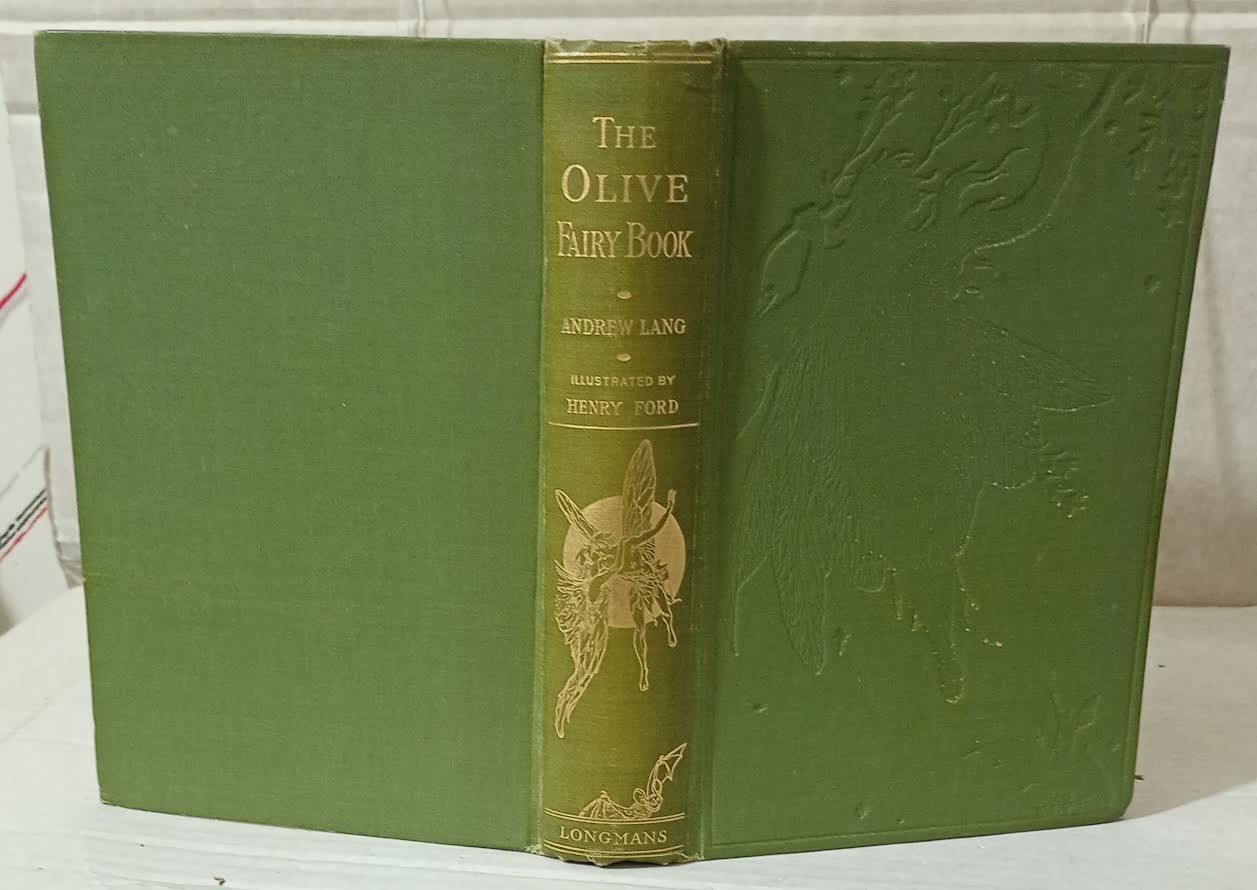 THE
OLIVE
FAIRY BOOK
ANDREW LANG
ILLUSTRATED BY
HENRY FORD
LONGMANS